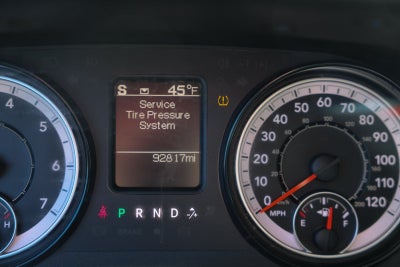 S 45°F
Service
Tire Pressure
System
92817mi
P R N D
4
5
6
7
H
0
10
20
30
40
50
60
70
80
90
100
110
120
MPH
km/h
E F